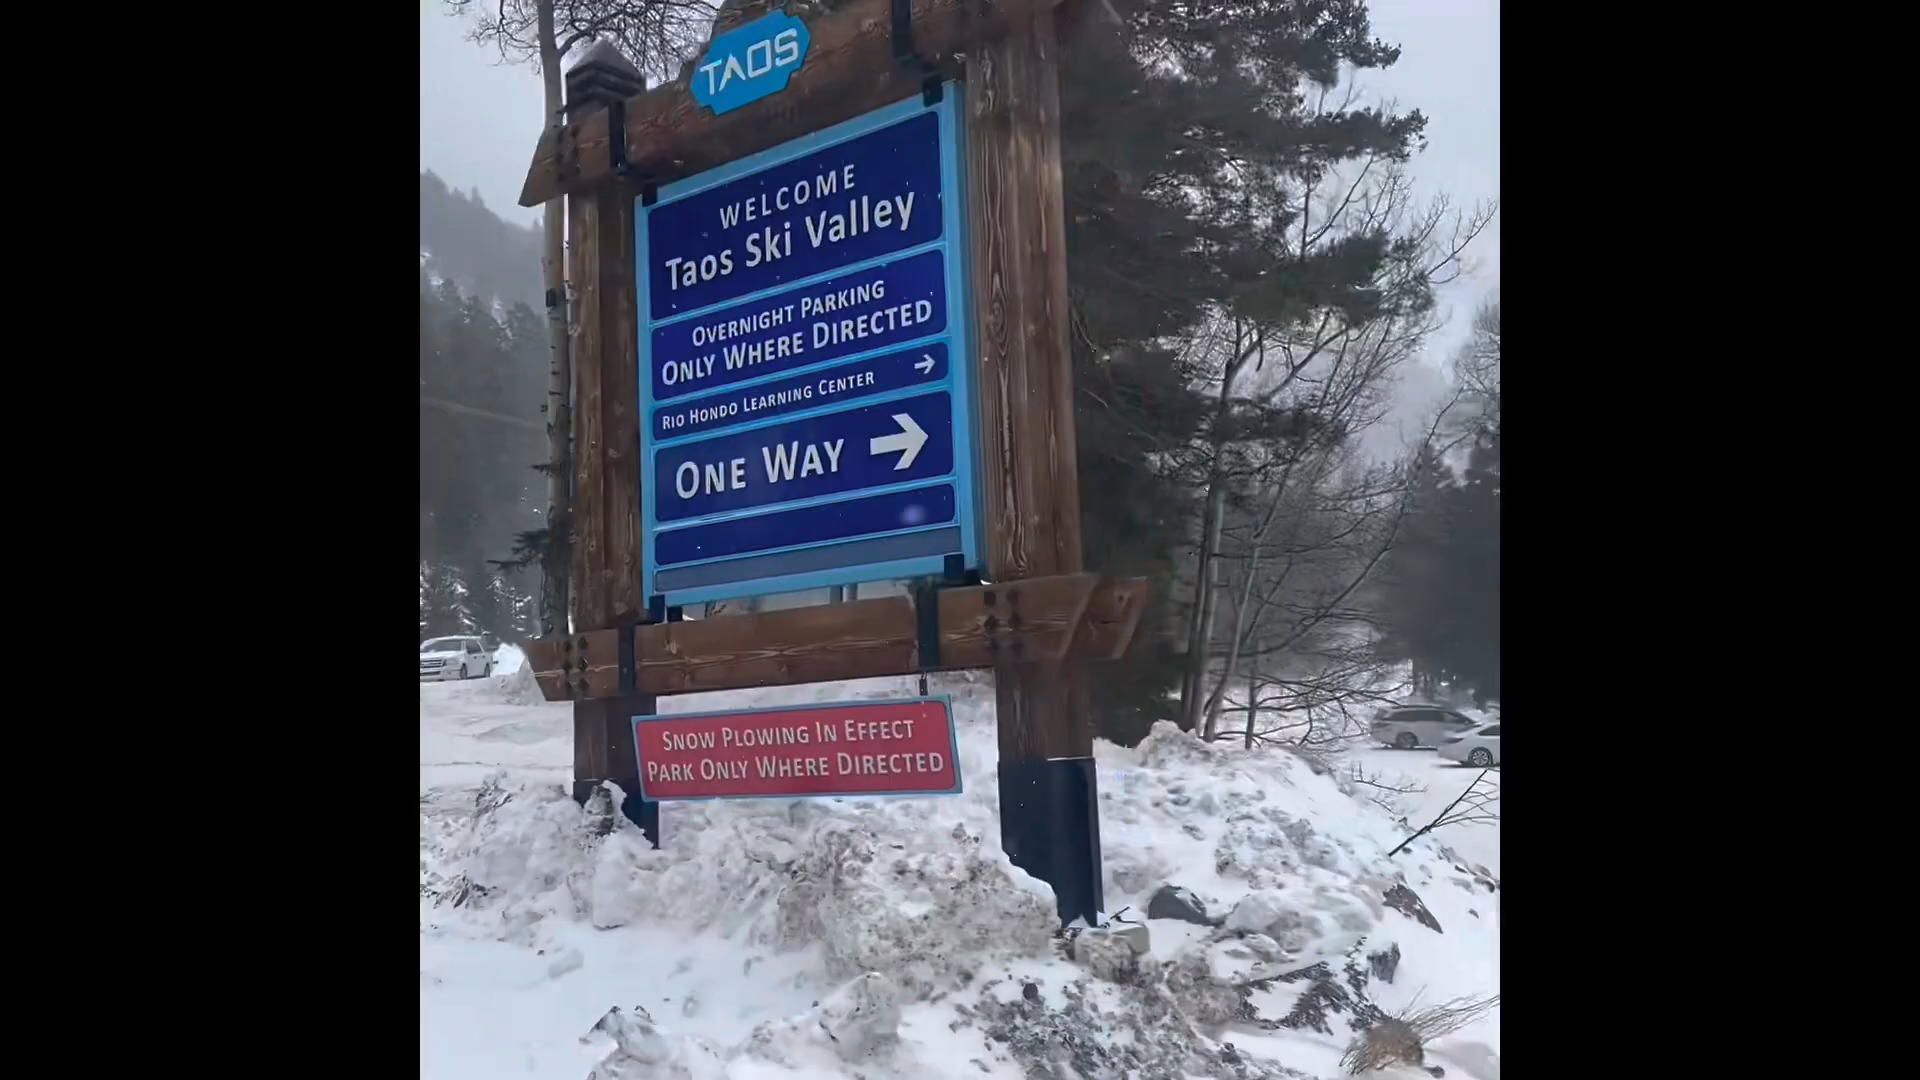 TAOS
WELCOME
Taos Ski Valley
OVERNIGHT PARKING
ONLY WHERE DIRECTED
RIO HONDO LEARNING CENTER →
ONE WAY →
SNOW PLOWING IN EFFECT
PARK ONLY WHERE DIRECTED